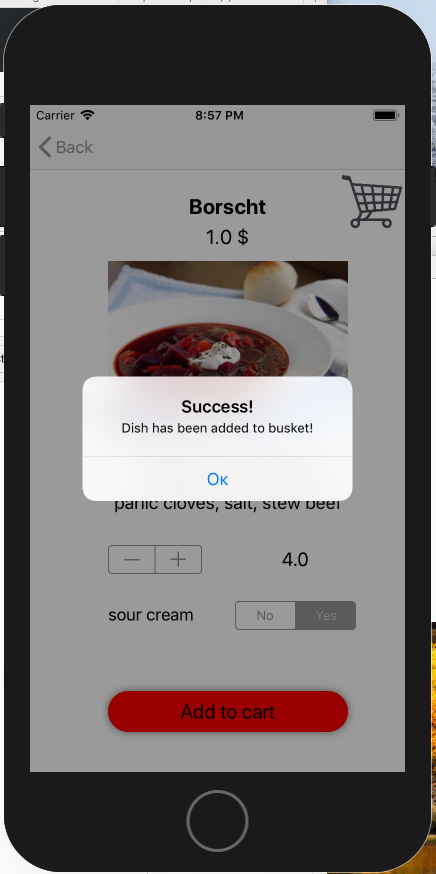 Carrier 8:57 PM
Back
Borscht
1.0 $
Success!
Dish has been added to busket!
Ок
garlic cloves, salt, stew beef
4.0
sour cream No Yes
Add to cart